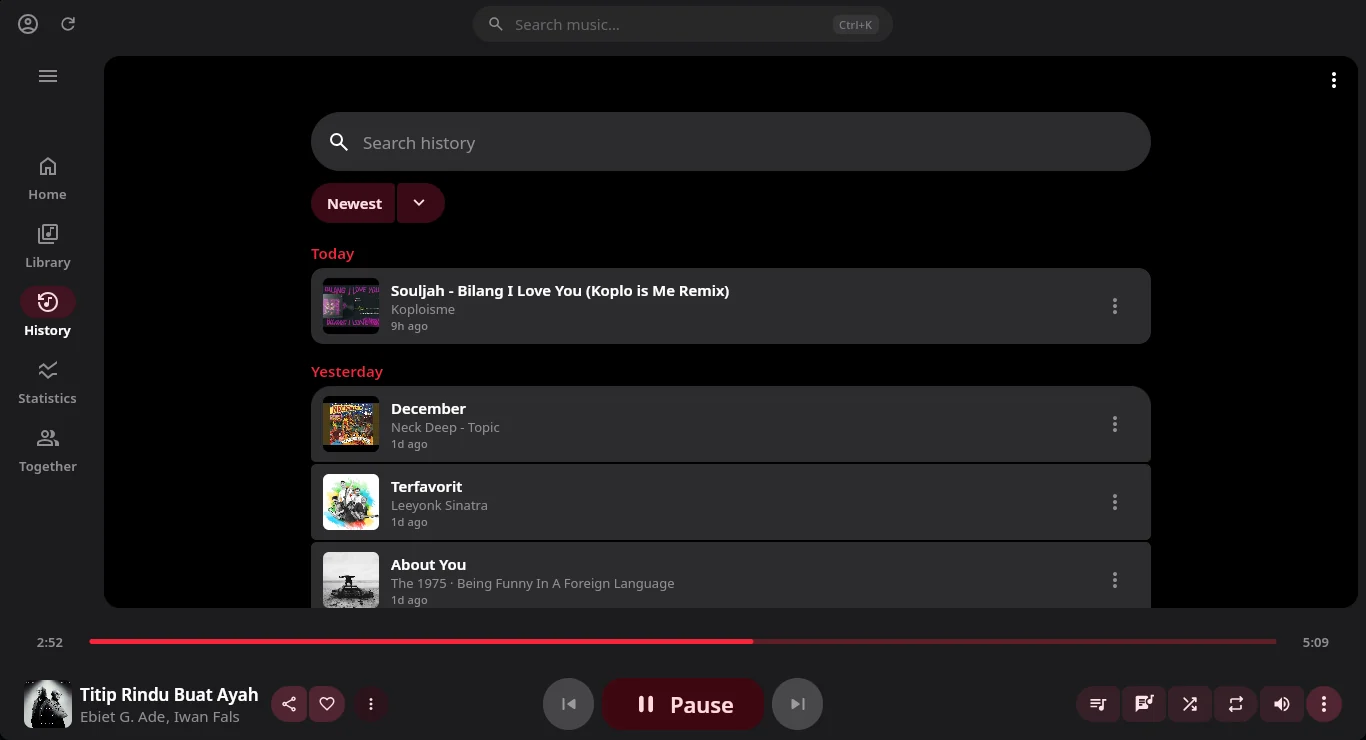 Search music...
Ctrl+K
Search history
Newest
Home
Library
History
Statistics
Together
Today
Souljah - Bilang I Love You (Koplo is Me Remix)
Koploisme
9h ago
Yesterday
December
Neck Deep - Topic
1d ago
Terfavorit
Leeyonk Sinatra
1d ago
About You
The 1975 · Being Funny In A Foreign Language
1d ago
2:52
5:09
Titip Rindu Buat Ayah
Ebiet G. Ade, Iwan Fals
Pause